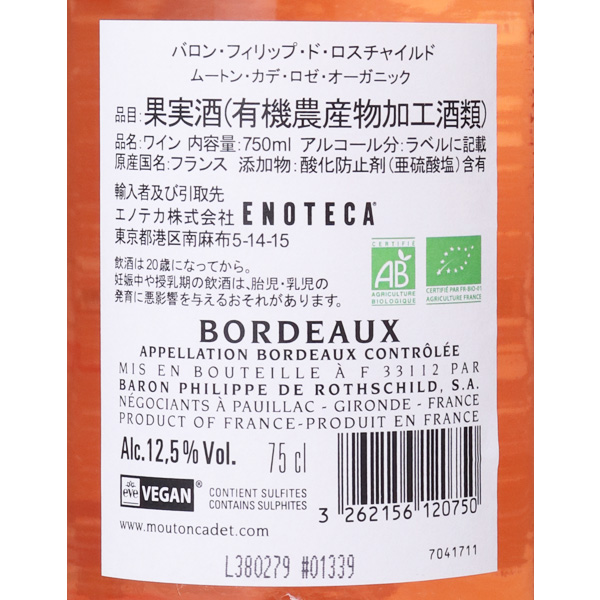 バロン・フィリップ・ド・ロスチャイルド
ムートン・カデ・ロゼ・オーガニック
品目:果実酒(有機農産物加工酒類)
品名:ワイン 内容量:750ml アルコール分:ラベルに記載
原産国名:フランス 添加物:酸化防止剤(亜硫酸塩)含有
輸入者及び引取先
エノテカ株式会社 ENOTECA®
東京都港区南麻布5-14-15
飲酒は20歳になってから。
妊娠中や授乳期の飲酒は、胎児・乳児の
発育に悪影響を与えるおそれがあります。
AB
AGRICULTURE
BIOLOGIQUE
CERTIFIÉ PAR FR-BIO-01
AGRICULTURE FRANCE
BORDEAUX
APPELLATION BORDEAUX CONTRÔLÉE
MIS EN BOUTEILLE À F 33112 PAR
BARON PHILIPPE DE ROTHSCHILD, S.A.
NÉGOCIANTS À PAUILLAC - GIRONDE - FRANCE
PRODUCT OF FRANCE-PRODUIT EN FRANCE
Alc.12,5% Vol. 75 cl
eve VEGAN®
CONTIENT SULFITES
CONTAINS SULPHITES
www.moutoncadet.com
3 262156 120750
L380279 #01339
7041711